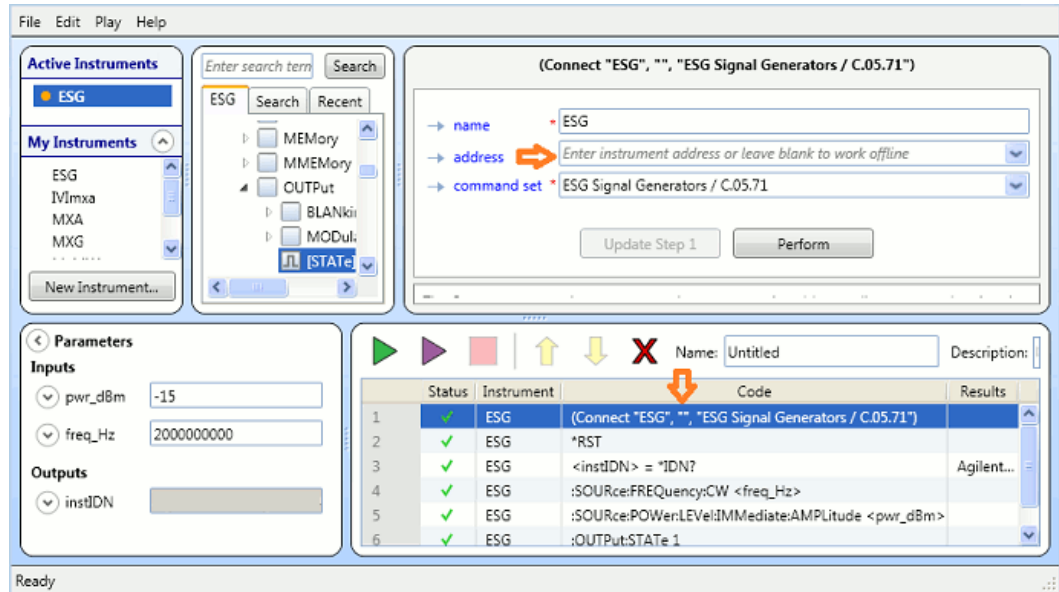 File Edit Play Help
Active Instruments
ESG
My Instruments
ESG
IVImxa
MXA
MXG
New Instrument...
Enter search term Search
ESG Search Recent
MEMory
MMEMory
OUTPut
BLANki
MODula
[STATe]
(Connect "ESG", "", "ESG Signal Generators / C.05.71")
name * ESG
address Enter instrument address or leave blank to work offline
command set * ESG Signal Generators / C.05.71
Update Step 1 Perform
Parameters
Inputs
pwr_dBm -15
freq_Hz 2000000000
Outputs
instIDN
Name: Untitled Description:
Status Instrument Code Results
1 ESG (Connect "ESG", "", "ESG Signal Generators / C.05.71")
2 ESG *RST
3 ESG <instIDN> = *IDN? Agilent...
4 ESG :SOURce:FREQuency:CW <freq_Hz>
5 ESG :SOURce:POWer:LEVel:IMMediate:AMPLitude <pwr_dBm>
6 ESG :OUTPut:STATe 1
Ready